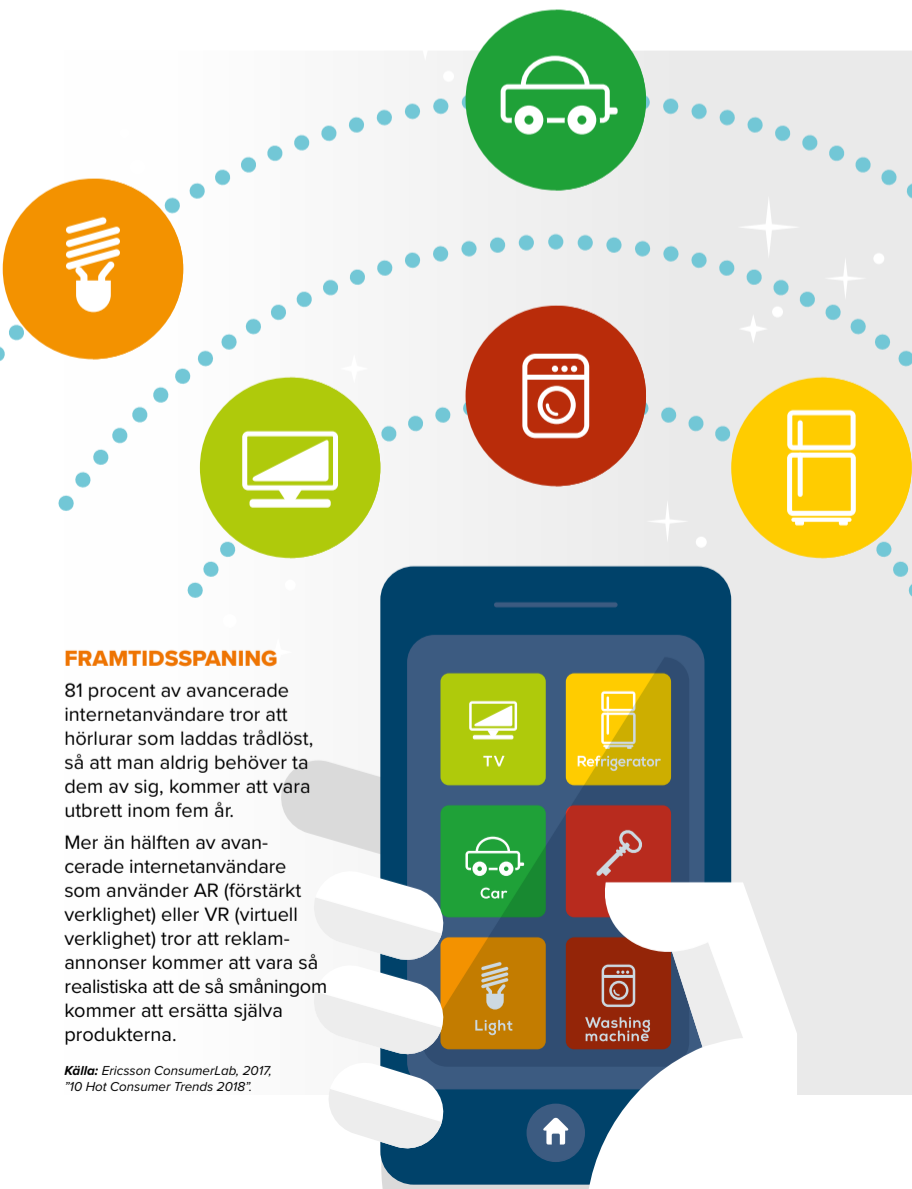 FRAMTIDSSPANING
81 procent av avancerade
internetanvändare tror att
hörlurar som laddas trådlöst,
så att man aldrig behöver ta
dem av sig, kommer att vara
utbrett inom fem år.
Mer än hälften av avan-
cerade internetanvändare
som använder AR (förstärkt
verklighet) eller VR (virtuell
verklighet) tror att reklam-
annonser kommer att vara så
realistiska att de så småningom
kommer att ersätta själva
produkterna.
Källa: Ericsson ConsumerLab, 2017,
”10 Hot Consumer Trends 2018”.
TV
Refrigerator
Car
Light
Washing
machine